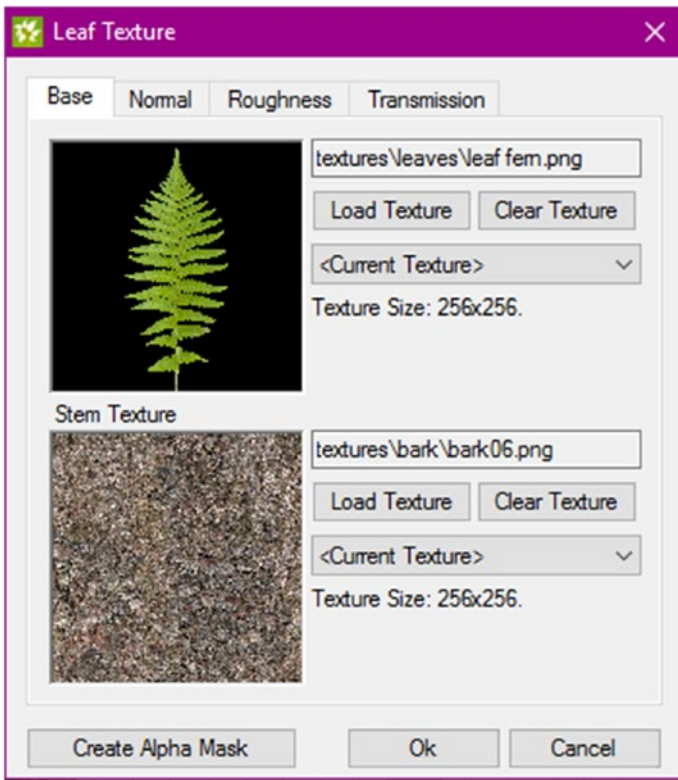 Leaf Texture
Base Normal Roughness Transmission
textures\leaves\leaf fern.png
Load Texture Clear Texture
<Current Texture>
Texture Size: 256x256.
Stem Texture
textures\bark\bark06.png
Load Texture Clear Texture
<Current Texture>
Texture Size: 256x256.
Create Alpha Mask Ok Cancel